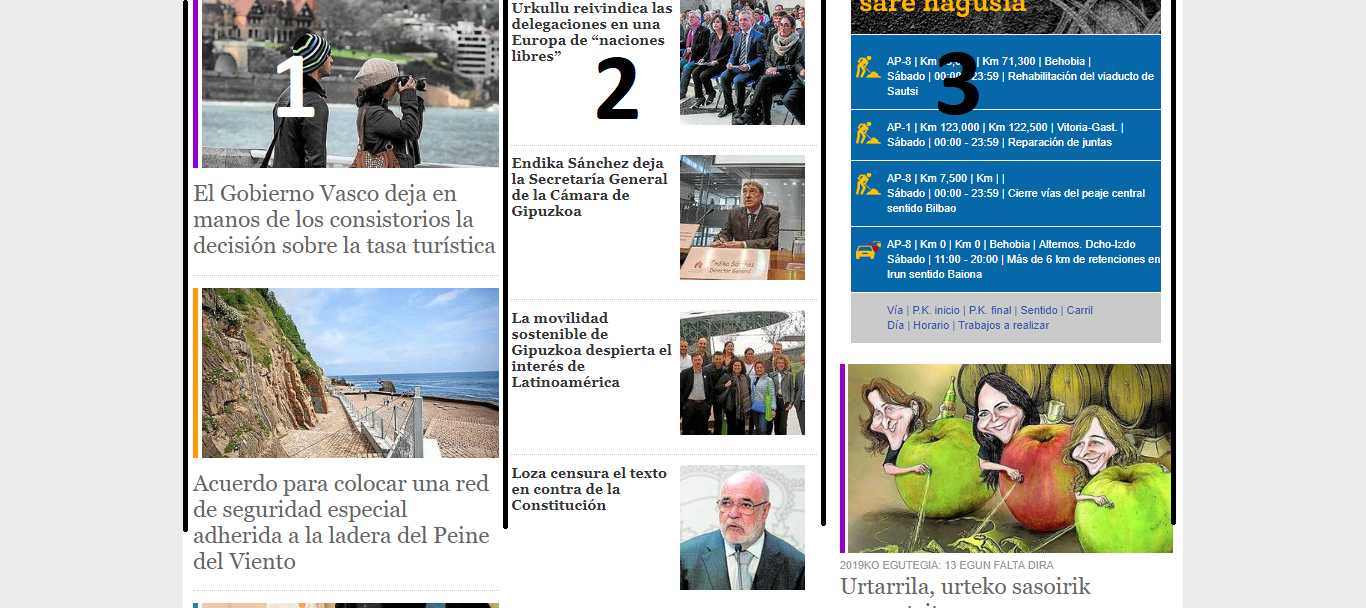 1
El Gobierno Vasco deja en
manos de los consistorios la
decisión sobre la tasa turística
Acuerdo para colocar una red
de seguridad especial
adherida a la ladera del Peine
del Viento
2
Urkullu reivindica las
delegaciones en una
Europa de “naciones
libres”
Endika Sánchez deja
la Secretaría General
de la Cámara de
Gipuzkoa
Endika Sánchez
Director General
La movilidad
sostenible de
Gipuzkoa despierta el
interés de
Latinoamérica
Loza censura el texto
en contra de la
Constitución
3
sare nagusia
AP-8 | Km | Km 71,300 | Behobia |
Sábado | 00:00 - 23:59 | Rehabilitación del viaducto de
Sautsi
AP-1 | Km 123,000 | Km 122,500 | Vitoria-Gast. |
Sábado | 00:00 - 23:59 | Reparación de juntas
AP-8 | Km 7,500 | Km | |
Sábado | 00:00 - 23:59 | Cierre vías del peaje central
sentido Bilbao
AP-8 | Km 0 | Km 0 | Behobia | Alternos. Dcho-Izdo
Sábado | 11:00 - 20:00 | Más de 6 km de retenciones en
Irun sentido Baiona
Vía | P.K. inicio | P.K. final | Sentido | Carril
Día | Horario | Trabajos a realizar
2019KO EGUTEGIA: 13 EGUN FALTA DIRA
Urtarrila, urteko sasoirik